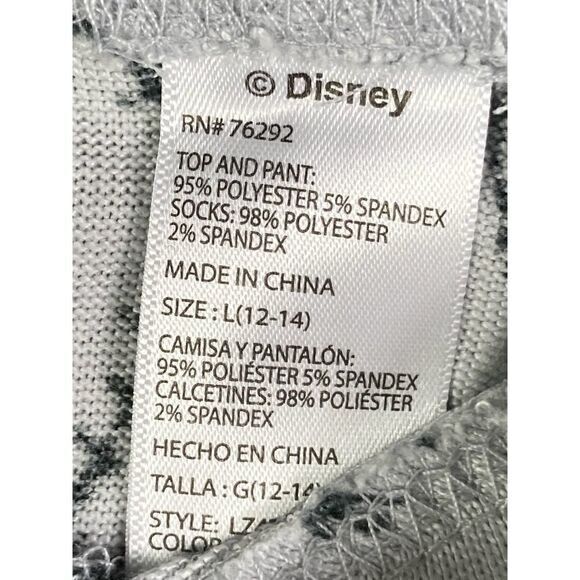 © Disney
RN# 76292
TOP AND PANT:
95% POLYESTER 5% SPANDEX
SOCKS: 98% POLYESTER
2% SPANDEX
MADE IN CHINA
SIZE : L(12-14)
CAMISA Y PANTALÓN:
95% POLIÉSTER 5% SPANDEX
CALCETINES: 98% POLIÉSTER
2% SPANDEX
HECHO EN CHINA
TALLA : G(12-14)
STYLE:
COLOR